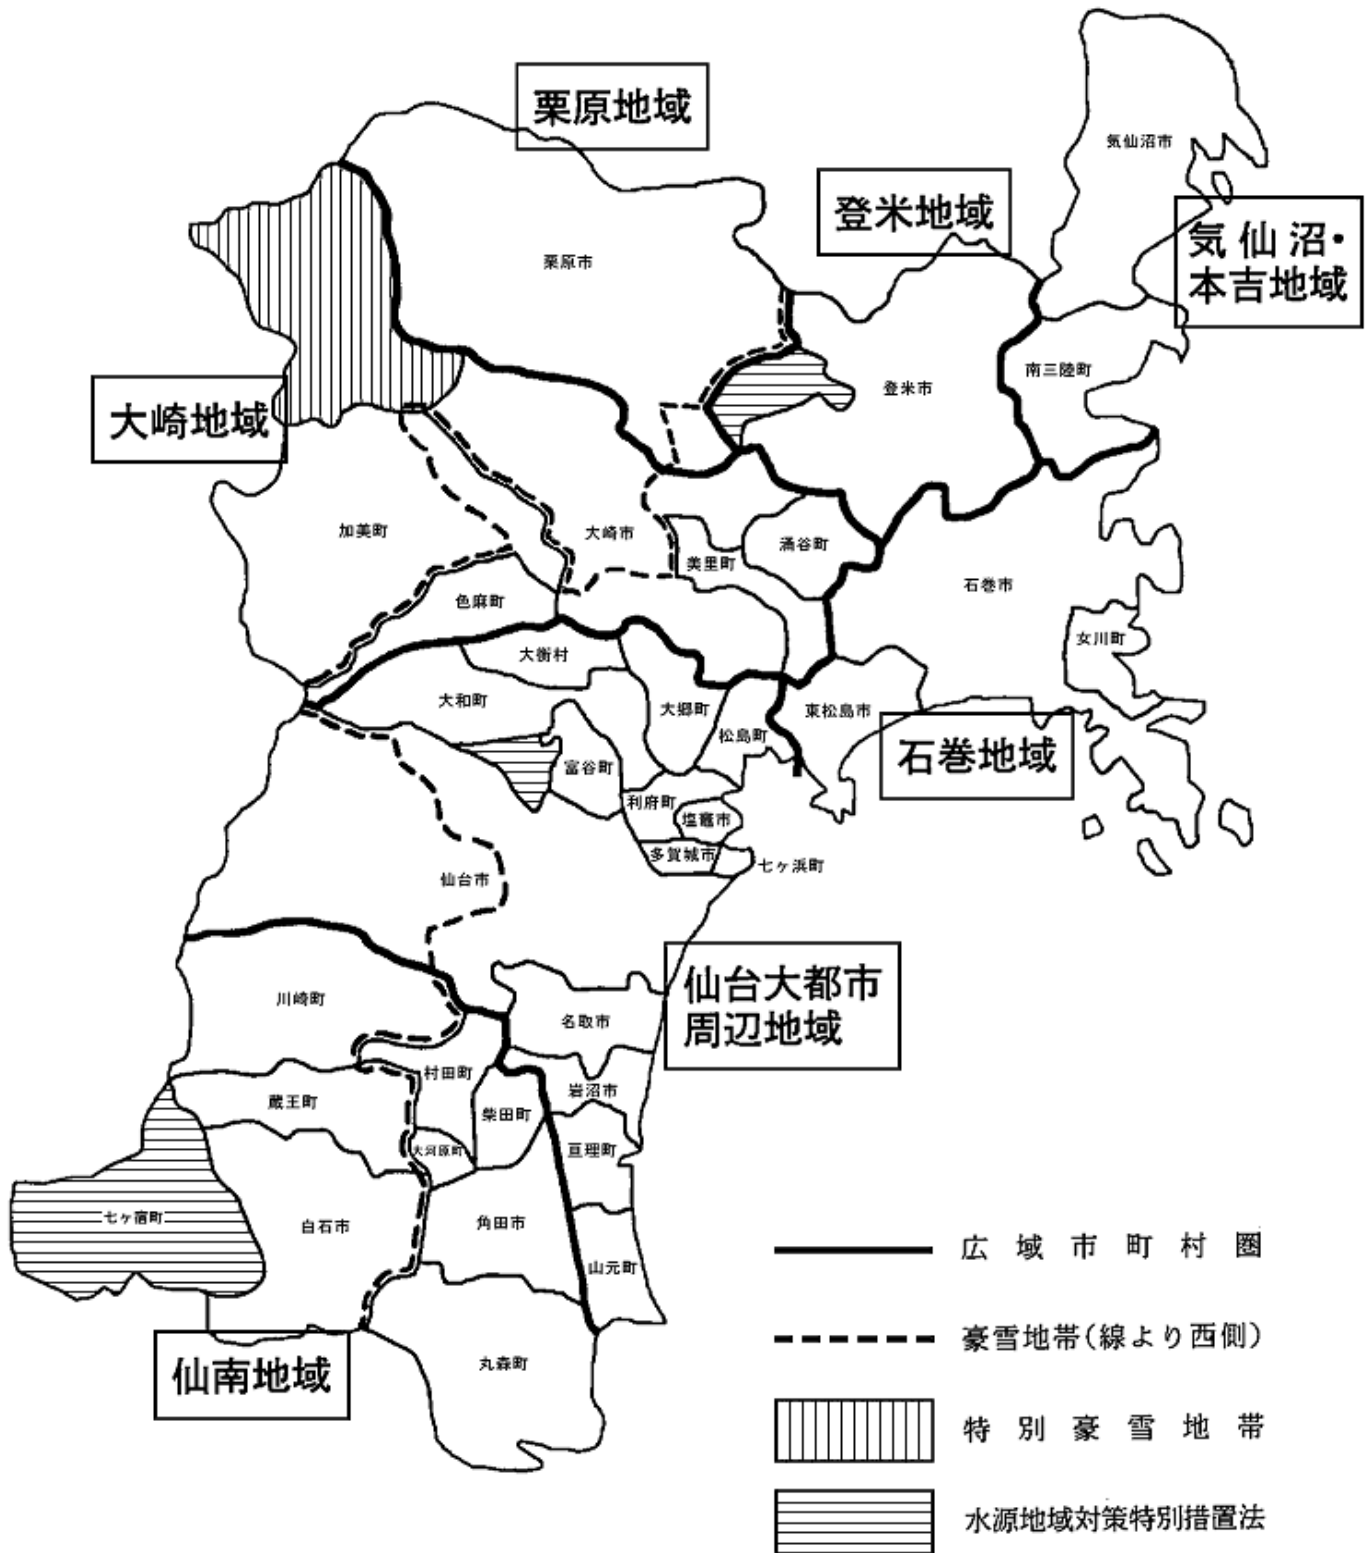 栗原地域
気仙沼市
登米地域
気仙沼・
本吉地域
栗原市
南三陸町
登米市
大崎地域
加美町
大崎市
涌谷町
美里町
石巻市
色麻町
女川町
大衡村
大和町
大郷町
東松島市
松島町
石巻地域
富谷町
利府町
塩竈市
多賀城市
七ヶ浜町
仙台市
仙台大都市
周辺地域
川崎町
名取市
村田町
岩沼市
蔵王町
柴田町
大河原町
亘理町
七ヶ宿町
白石市
角田市
山元町
仙南地域
丸森町
広域市町村圏
豪雪地帯(線より西側)
特別豪雪地帯
水源地域対策特別措置法